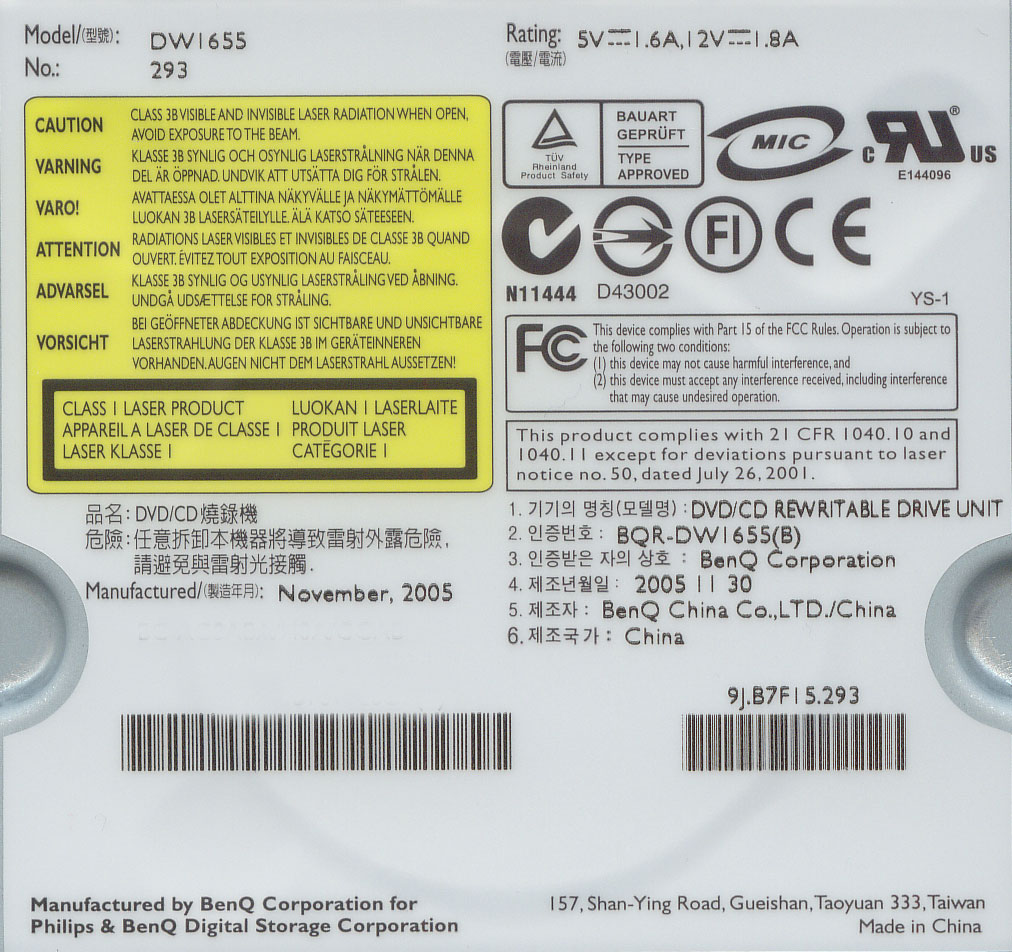 Model/(型號): DW1655
No.: 293
Rating: 5V⎓1.6A,12V⎓1.8A
(電壓/電流)
CAUTION CLASS 3B VISIBLE AND INVISIBLE LASER RADIATION WHEN OPEN,
AVOID EXPOSURE TO THE BEAM.
VARNING KLASSE 3B SYNLIG OCH OSYNLIG LASERSTRÅLNING NÄR DENNA
DEL ÄR ÖPPNAD. UNDVIK ATT UTSÄTTA DIG FÖR STRÅLEN.
VARO! AVATTAESSA OLET ALTTINA NÄKYVÄLLE JA NÄKYMÄTTÖMÄLLE
LUOKAN 3B LASERSÄTEILYLLE. ÄLÄ KATSO SÄTEESEEN.
ATTENTION RADIATIONS LASER VISIBLES ET INVISIBLES DE CLASSE 3B QUAND
OUVERT. ÉVITEZ TOUT EXPOSITION AU FAISCEAU.
ADVARSEL KLASSE 3B SYNLIG OG USYNLIG LASERSTRÅLING VED ÅBNING.
UNDGÅ UDSÆTTELSE FOR STRÅLING.
VORSICHT BEI GEÖFFNETER ABDECKUNG IST SICHTBARE UND UNSICHTBARE
LASERSTRAHLUNG DER KLASSE 3B IM GERÄTEINNEREN
VORHANDEN. AUGEN NICHT DEM LASERSTRAHL AUSSETZEN!
CLASS 1 LASER PRODUCT LUOKAN 1 LASERLAITE
APPAREIL A LASER DE CLASSE 1 PRODUIT LASER
LASER KLASSE 1 CATĒGORIE 1
TÜV
Rheinland
Product Safety
BAUART
GEPRÜFT
TYPE
APPROVED
MIC
c RU ® US
E144096
N11444 D43002
FI CE
YS-1
FC This device complies with Part 15 of the FCC Rules. Operation is subject to
the following two conditions:
(1) this device may not cause harmful interference, and
(2) this device must accept any interference received, including interference
that may cause undesired operation.
This product complies with 21 CFR 1040.10 and
1040.11 except for deviations pursuant to laser
notice no. 50, dated July 26, 2001.
品名: DVD/CD燒錄機
危險:任意拆卸本機器將導致雷射外露危險,
請避免與雷射光接觸.
Manufactured/(製造年月): November, 2005
1. 기기의 명칭(모델명) : DVD/CD REWRITABLE DRIVE UNIT
2. 인증번호 : BQR-DW1655(B)
3. 인증받은 자의 상호 : BenQ Corporation
4. 제조년월일 : 2005 11 30
5. 제조자 : BenQ China Co.,LTD./China
6. 제조국가 : China
9J.B7F15.293
Manufactured by BenQ Corporation for
Philips & BenQ Digital Storage Corporation
157, Shan-Ying Road, Gueishan, Taoyuan 333, Taiwan
Made in China